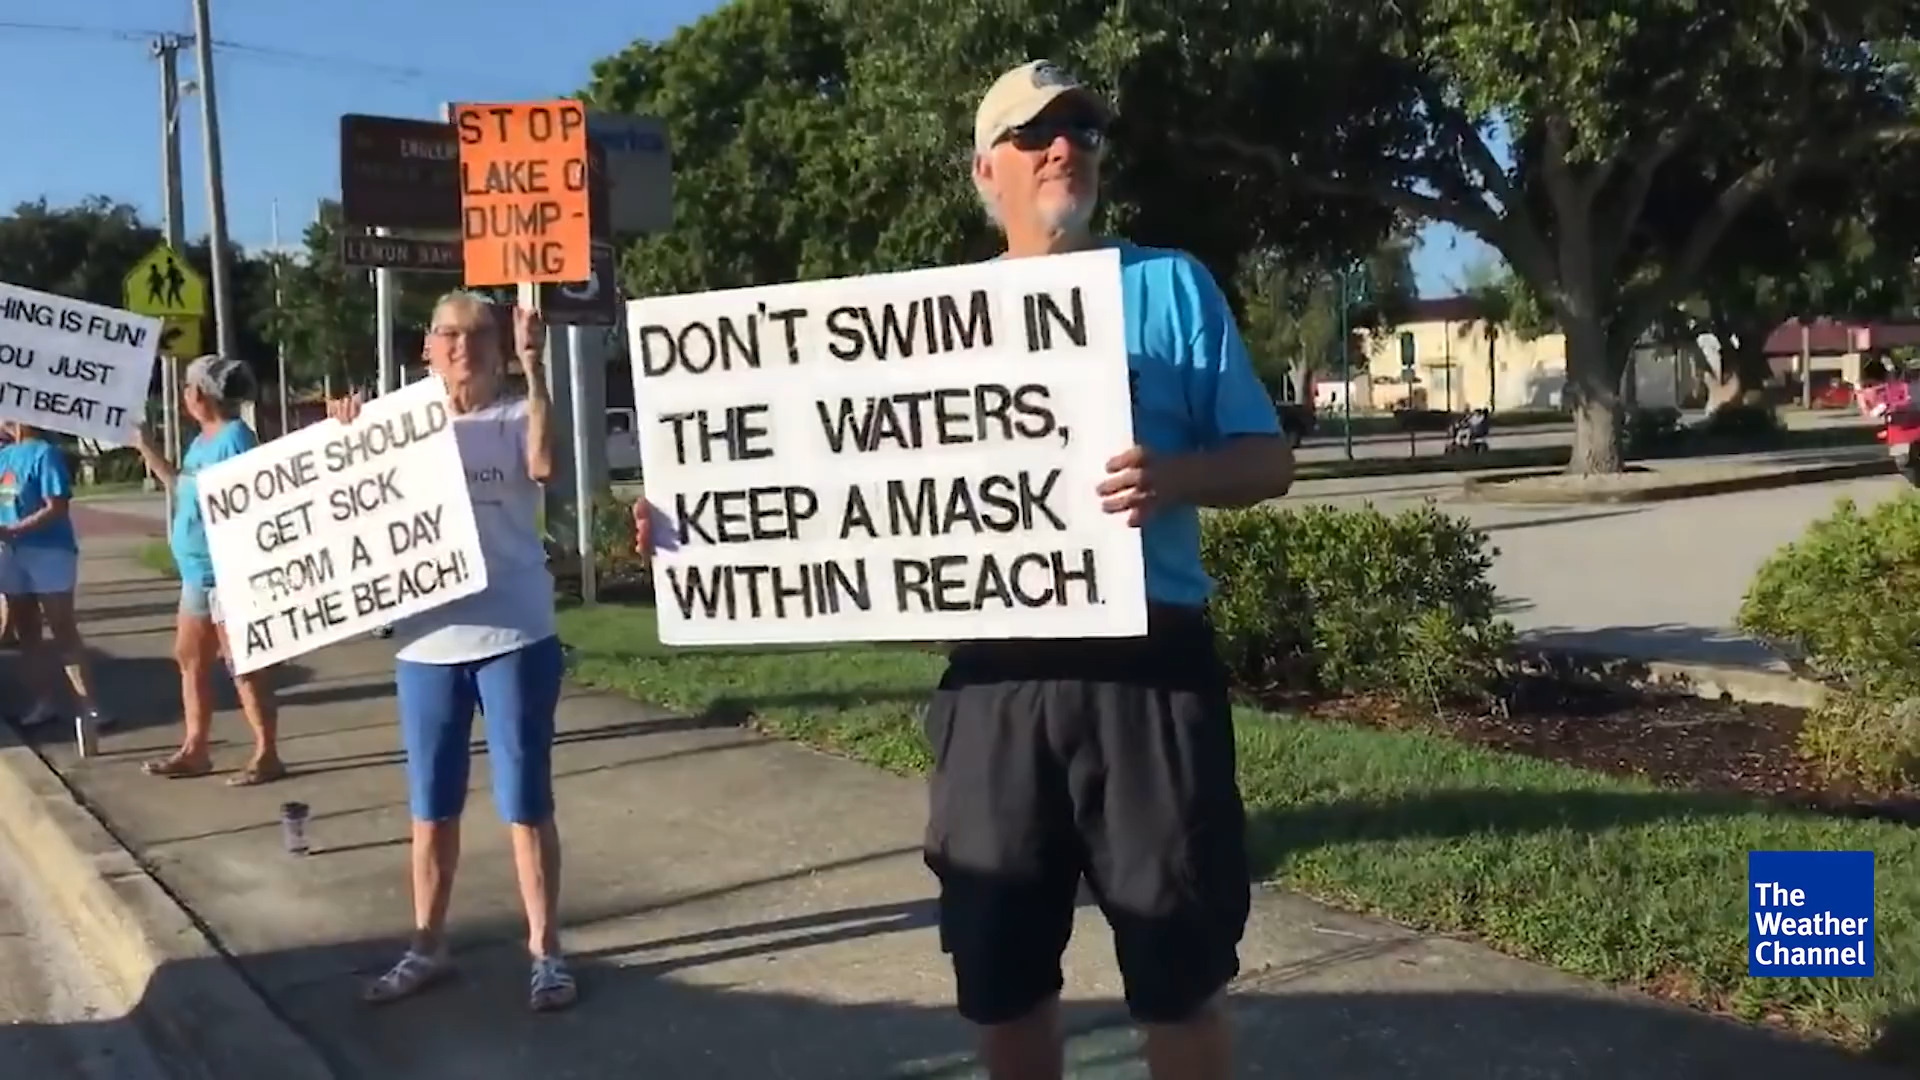 HING IS FUN!
OU JUST
'T BEAT IT
STOP
LAKE O
DUMP-
ING
LEMON BAY
NO ONE SHOULD
GET SICK
FROM A DAY
AT THE BEACH!
DON'T SWIM IN
THE WATERS,
KEEP A MASK
WITHIN REACH.
The
Weather
Channel